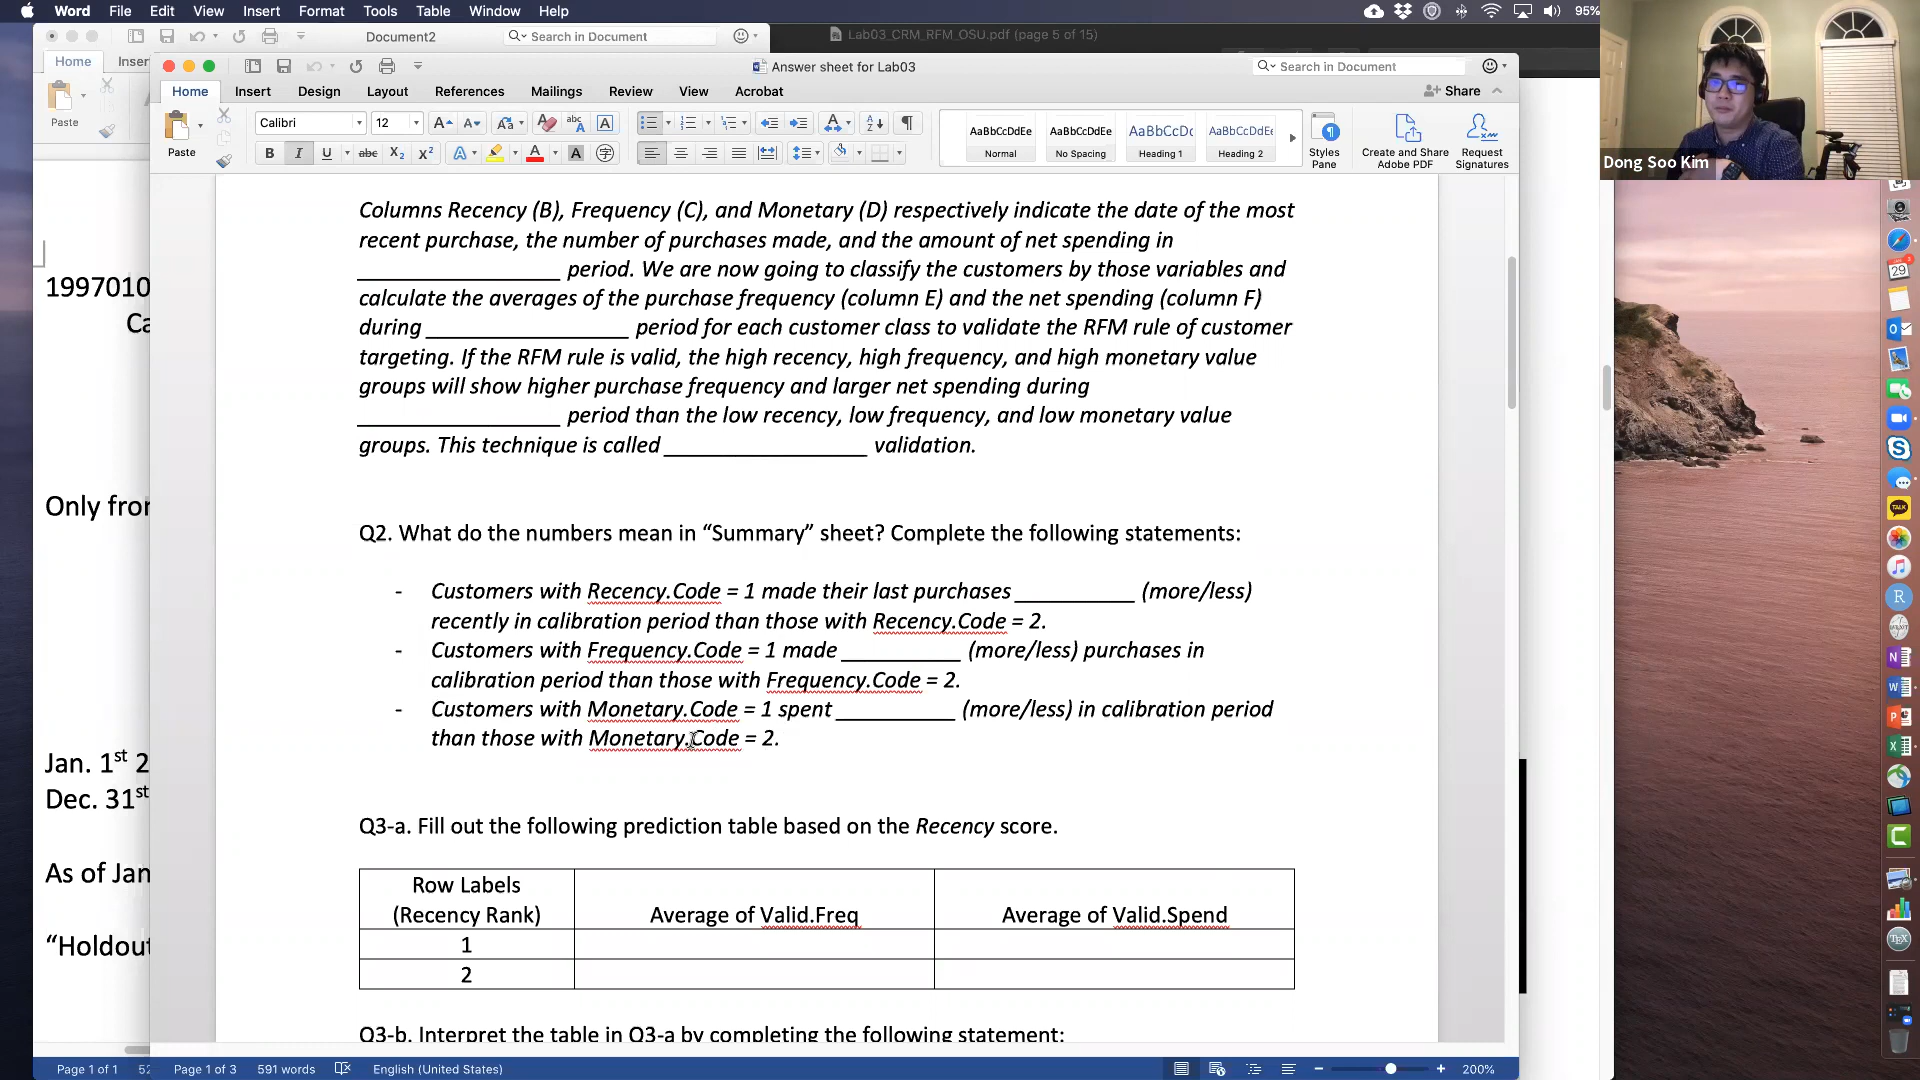 Word File Edit View Insert Format Tools Table Window Help 95%
Document2
Search in Document
Lab03_CRM_RFM_OSU.pdf (page 5 of 15)
Home Inser
Paste
Answer sheet for Lab03
Search in Document
Home Insert Design Layout References Mailings Review View Acrobat Share
Paste
Calibri 12
AaBbCcDdEe AaBbCcDdEe AaBbCcDc AaBbCcDdEe
Normal No Spacing Heading 1 Heading 2
Styles Pane
Create and Share Adobe PDF
Request Signatures
Dong Soo Kim
Columns Recency (B), Frequency (C), and Monetary (D) respectively indicate the date of the most
recent purchase, the number of purchases made, and the amount of net spending in
_________________ period. We are now going to classify the customers by those variables and
calculate the averages of the purchase frequency (column E) and the net spending (column F)
during _________________ period for each customer class to validate the RFM rule of customer
targeting. If the RFM rule is valid, the high recency, high frequency, and high monetary value
groups will show higher purchase frequency and larger net spending during
_________________ period than the low recency, low frequency, and low monetary value
groups. This technique is called _________________ validation.
Q2. What do the numbers mean in “Summary” sheet? Complete the following statements:
- Customers with Recency.Code = 1 made their last purchases __________ (more/less)
recently in calibration period than those with Recency.Code = 2.
- Customers with Frequency.Code = 1 made __________ (more/less) purchases in
calibration period than those with Frequency.Code = 2.
- Customers with Monetary.Code = 1 spent __________ (more/less) in calibration period
than those with Monetary.Code = 2.
Q3-a. Fill out the following prediction table based on the Recency score.
Row Labels
(Recency Rank) Average of Valid.Freq Average of Valid.Spend
1
2
Q3-b. Interpret the table in Q3-a by completing the following statement:
1997010
Ca
Only fror
Jan. 1st 2
Dec. 31st
As of Jan
“Holdout
Page 1 of 1 52 Page 1 of 3 591 words English (United States) 200%